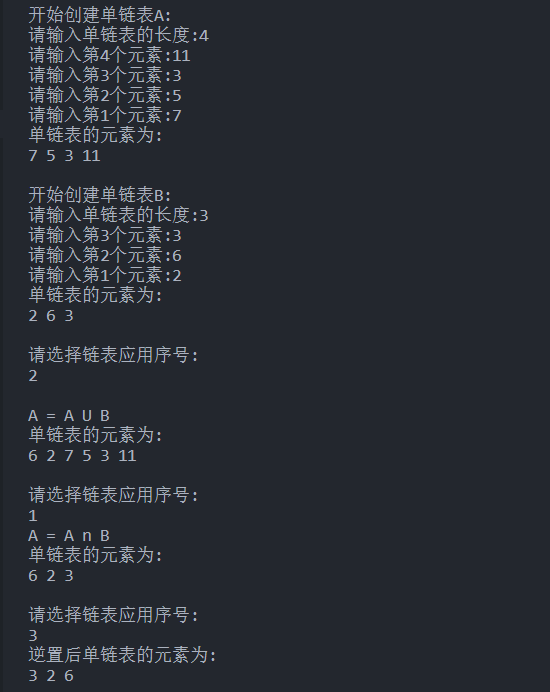 开始创建单链表A:
请输入单链表的长度:4
请输入第4个元素:11
请输入第3个元素:3
请输入第2个元素:5
请输入第1个元素:7
单链表的元素为:
7 5 3 11
开始创建单链表B:
请输入单链表的长度:3
请输入第3个元素:3
请输入第2个元素:6
请输入第1个元素:2
单链表的元素为:
2 6 3
请选择链表应用序号:
2
A = A U B
单链表的元素为:
6 2 7 5 3 11
请选择链表应用序号:
1
A = A n B
单链表的元素为:
6 2 3
请选择链表应用序号:
3
逆置后单链表的元素为:
3 2 6